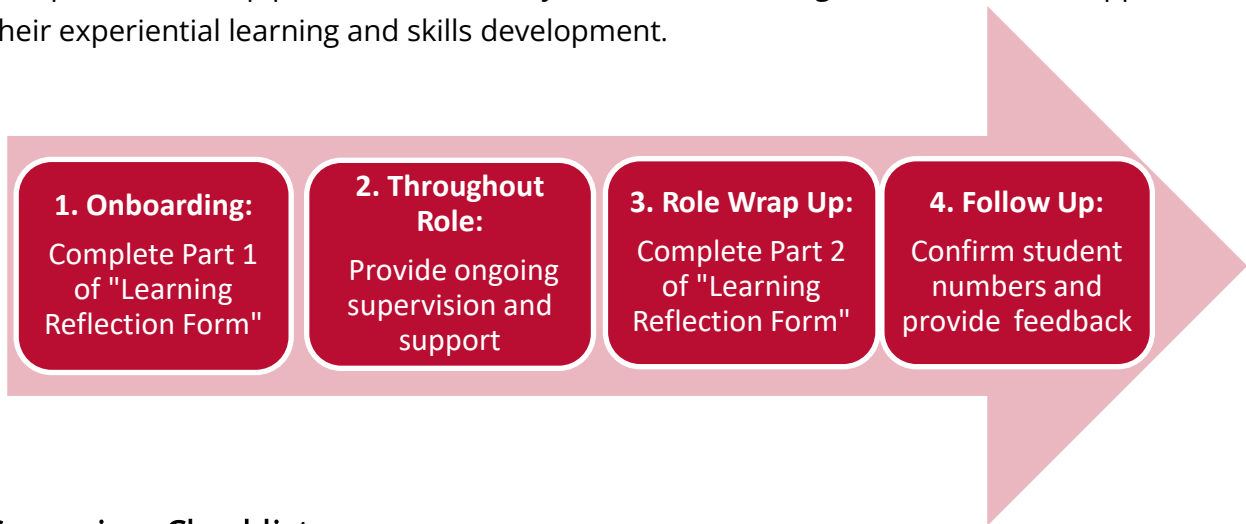 their experiential learning and skills development.
1. Onboarding:
Complete Part 1
of "Learning
Reflection Form"
2. Throughout
Role:
Provide ongoing
supervision and
support
3. Role Wrap Up:
Complete Part 2
of "Learning
Reflection Form"
4. Follow Up:
Confirm student
numbers and
provide feedback
Checklist